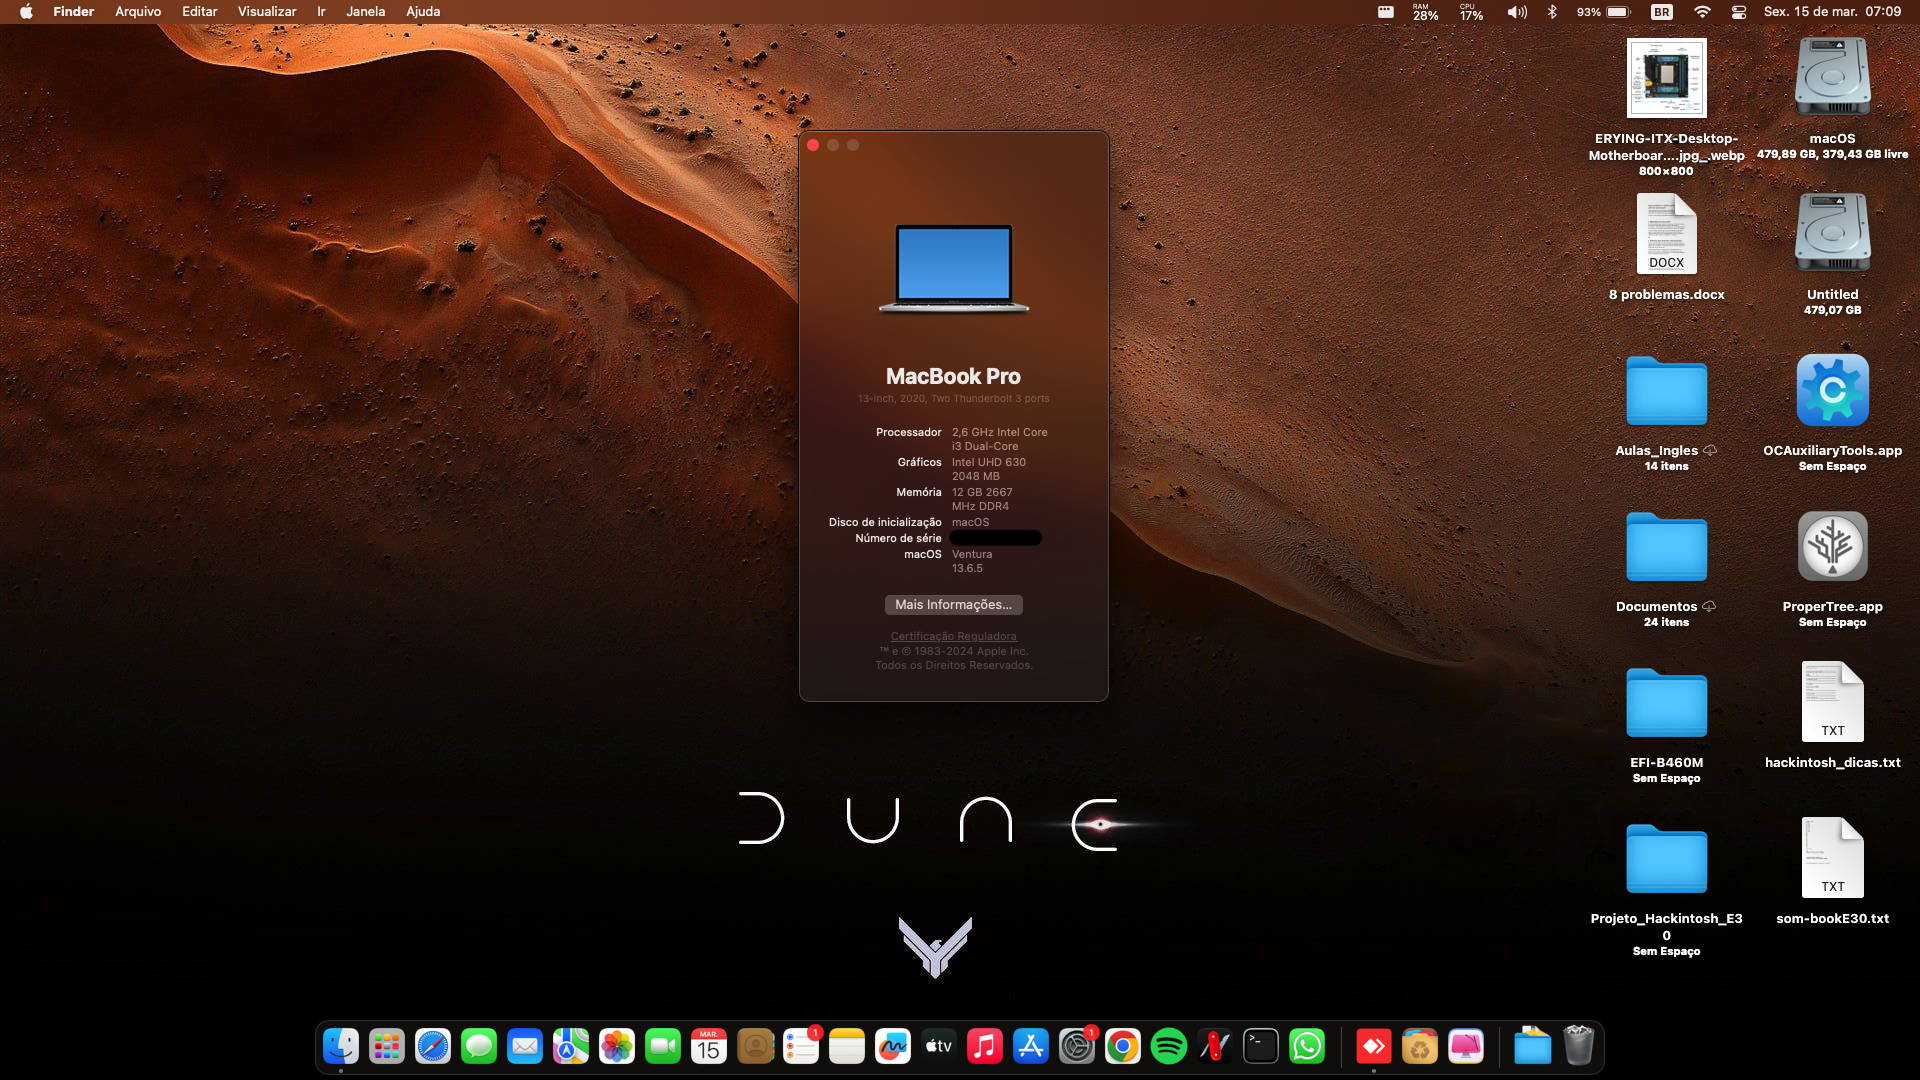 Finder Arquivo Editar Visualizar Ir Janela Ajuda
RAM 28% CPU 17% 93% BR Sex. 15 de mar. 07:09
ERYING-ITX-Desktop-
Motherboar....jpg_.webp
800×800
macOS
479,89 GB, 379,43 GB livre
DOCX
8 problemas.docx
Untitled
479,07 GB
Aulas_Ingles
14 itens
OCAuxiliaryTools.app
Sem Espaço
Documentos
24 itens
ProperTree.app
Sem Espaço
EFI-B460M
Sem Espaço
TXT
hackintosh_dicas.txt
Projeto_Hackintosh_E3
0
Sem Espaço
TXT
som-bookE30.txt
MacBook Pro
13-inch, 2020, Two Thunderbolt 3 ports
Processador 2,6 GHz Intel Core
i3 Dual-Core
Gráficos Intel UHD 630
2048 MB
Memória 12 GB 2667
MHz DDR4
Disco de inicialização macOS
Número de série
macOS Ventura
13.6.5
Mais Informações...
Certificação Reguladora
™ e © 1983-2024 Apple Inc.
Todos os Direitos Reservados.
DUNE
MAR.
15
1
tv
1